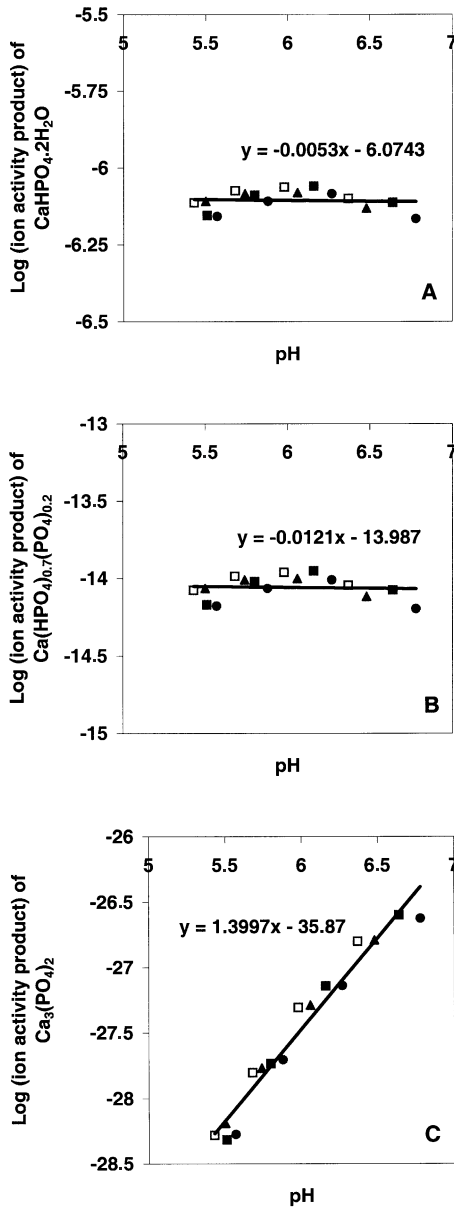 -5.5
5
5.5
6
6.5
7
-5.75
-6
y = -0.0053x - 6.0743
-6.25
-6.5
A
pH
Log (ion activity product) of
CaHPO₄.2H₂O
-13
5
5.5
6
6.5
7
-13.5
y = -0.0121x - 13.987
-14
-14.5
-15
B
pH
Log (ion activity product) of
Ca(HPO₄)₀.₇(PO₄)₀.₂
-26
5
5.5
6
6.5
7
-26.5
y = 1.3997x - 35.87
-27
-27.5
-28
-28.5
C
pH
Log (ion activity product) of
Ca₃(PO₄)₂